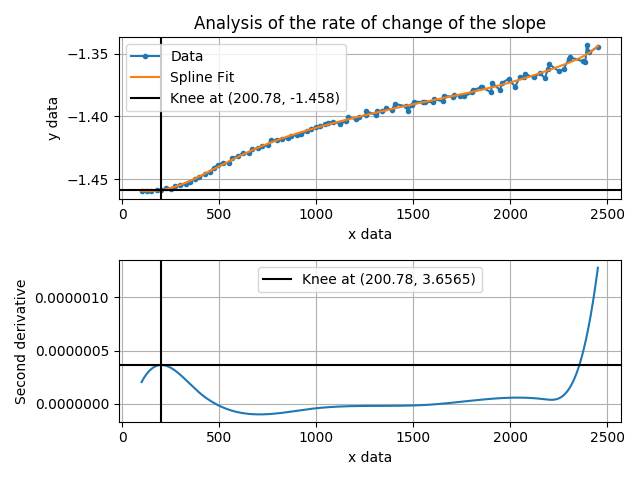 Analysis of the rate of change of the slope
Data
Spline Fit
Knee at (200.78, -1.458)
−1.35
−1.40
−1.45
y data
0
500
1000
1500
2000
2500
x data
Knee at (200.78, 3.6565)
0.0000010
0.0000005
0.0000000
Second derivative
0
500
1000
1500
2000
2500
x data